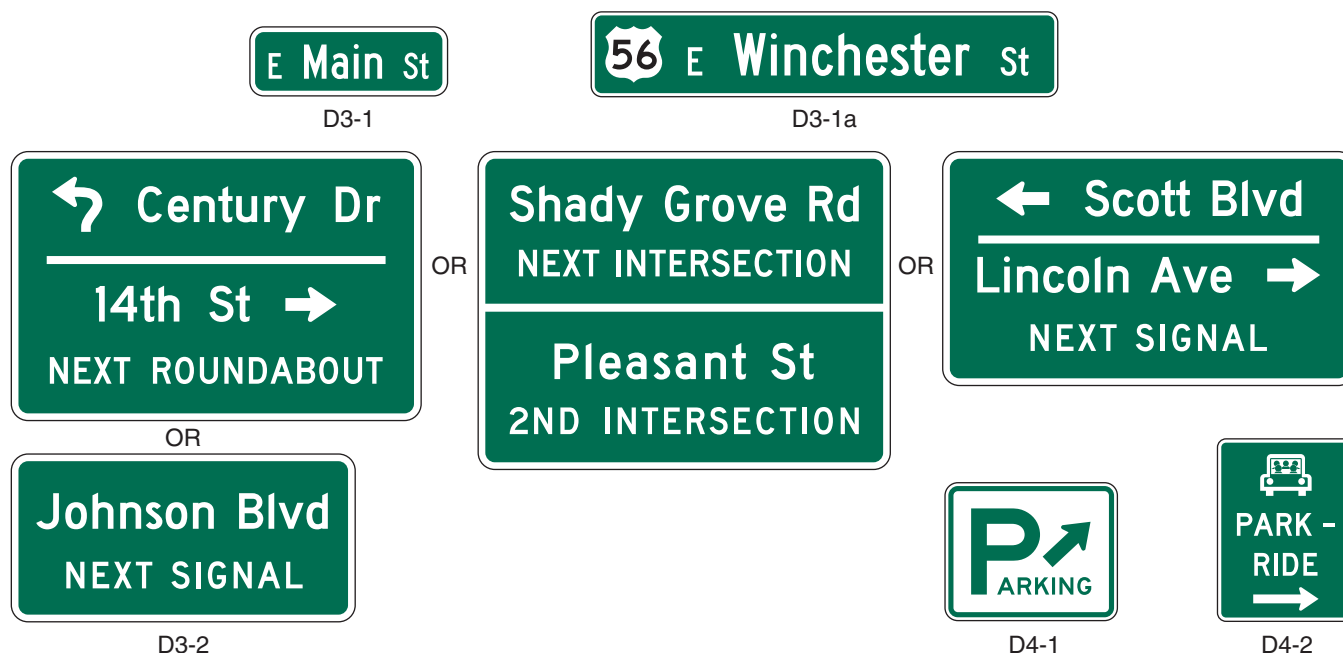 E Main St
D3-1
56 E Winchester St
D3-1a
Century Dr
14th St
NEXT ROUNDABOUT
OR
Shady Grove Rd
NEXT INTERSECTION
Pleasant St
2ND INTERSECTION
OR
Scott Blvd
Lincoln Ave
NEXT SIGNAL
OR
Johnson Blvd
NEXT SIGNAL
D3-2
PARKING
D4-1
PARK -
RIDE
D4-2